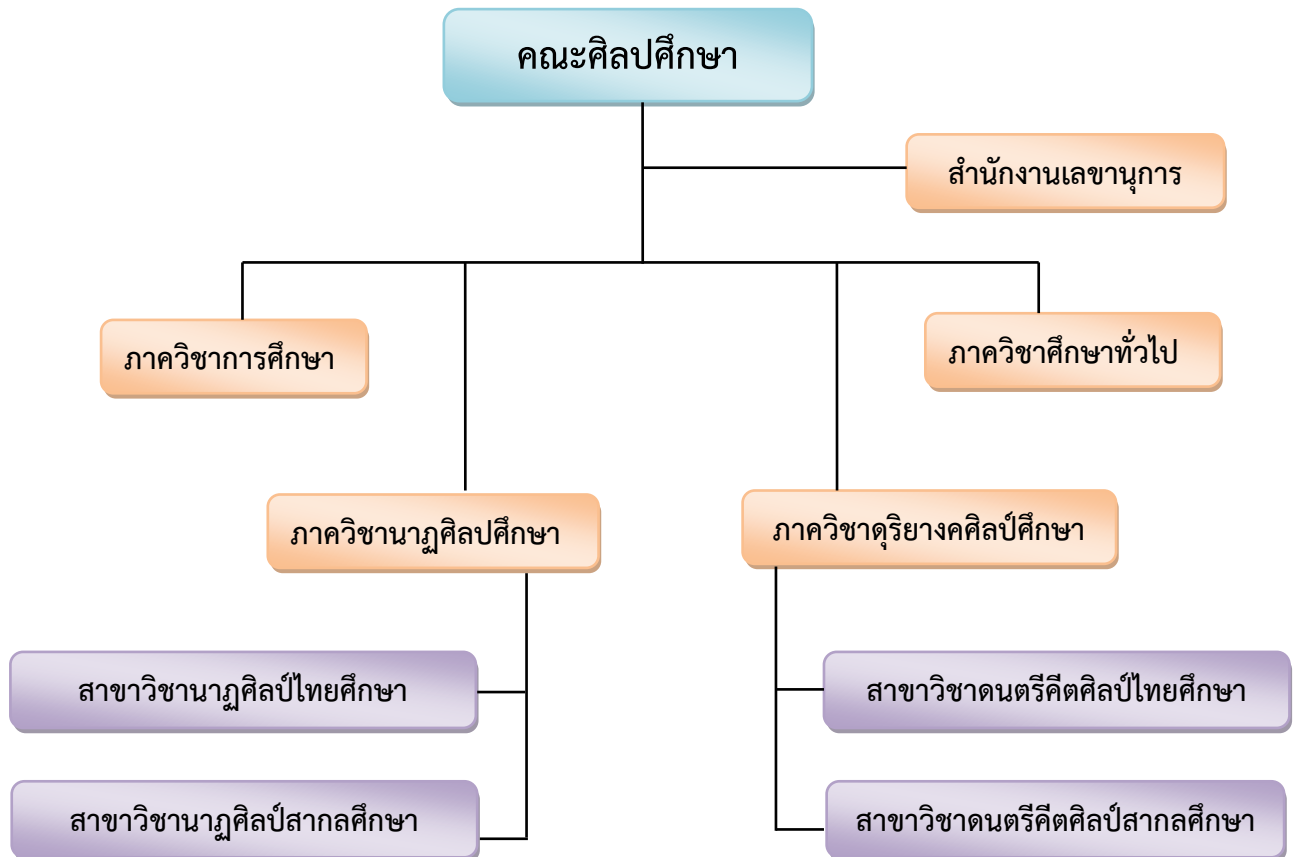 คณะศิลปศึกษา
สำนักงานเลขานุการ
ภาควิชาการศึกษา
ภาควิชาศึกษาทั่วไป
ภาควิชานาฏศิลปศึกษา
ภาควิชาดุริยางคศิลป์ศึกษา
สาขาวิชานาฏศิลป์ไทยศึกษา
สาขาวิชาดนตรีคีตศิลป์ไทยศึกษา
สาขาวิชานาฏศิลป์สากลศึกษา
สาขาวิชาดนตรีคีตศิลป์สากลศึกษา